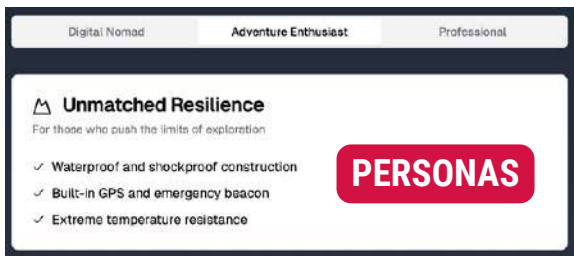 Digital Nomad
Adventure Enthusiast
Professional
Unmatched Resilience
For those who push the limits of exploration
Waterproof and shockproof construction
Built-in GPS and emergency beacon
Extreme temperature resistance
PERSONAS